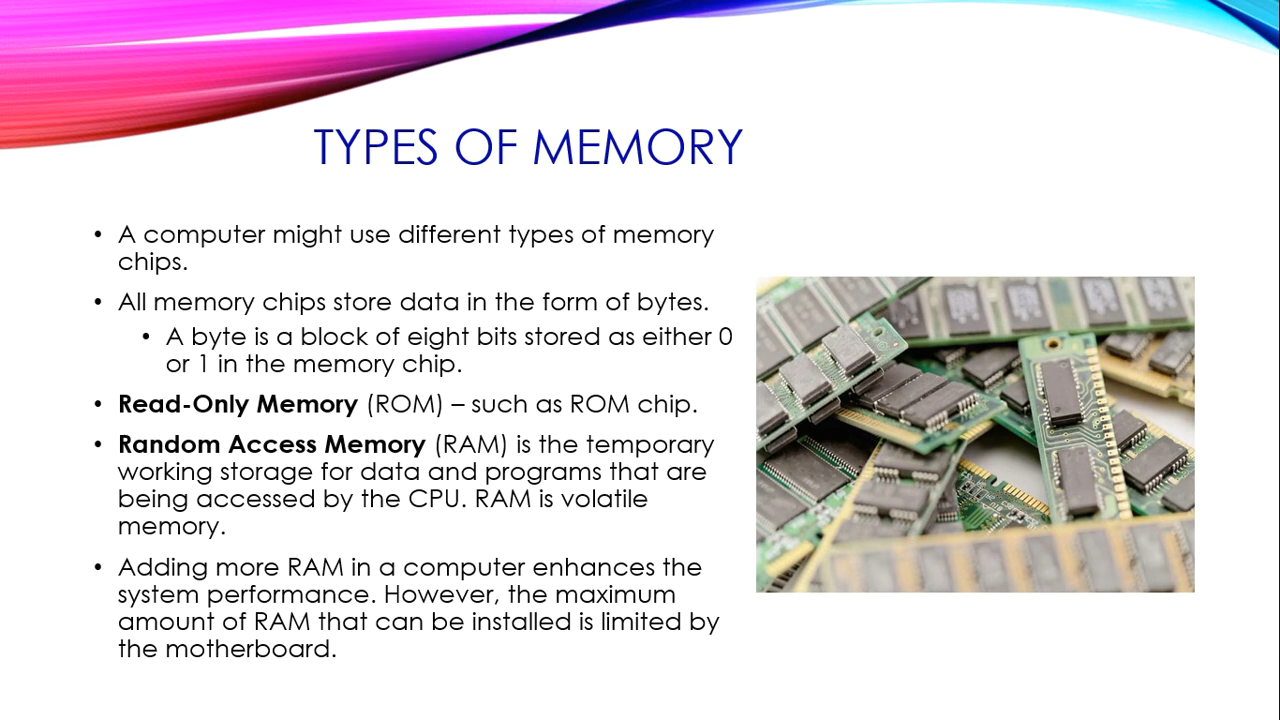 TYPES OF MEMORY
• A computer might use different types of memory
chips.
• All memory chips store data in the form of bytes.
• A byte is a block of eight bits stored as either 0
or 1 in the memory chip.
• Read-Only Memory (ROM) – such as ROM chip.
• Random Access Memory (RAM) is the temporary
working storage for data and programs that are
being accessed by the CPU. RAM is volatile
memory.
• Adding more RAM in a computer enhances the
system performance. However, the maximum
amount of RAM that can be installed is limited by
the motherboard.